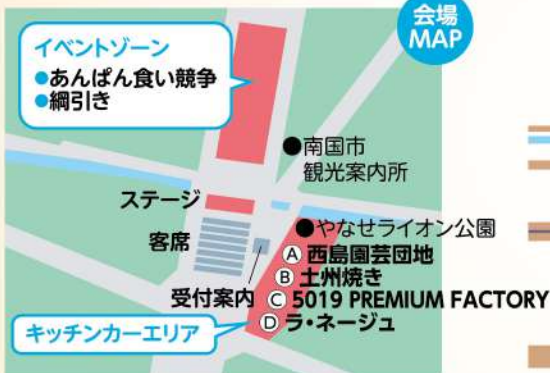 会場
MAP
イベントゾーン
●あんぱん食い競争
●綱引き
●南国市
観光案内所
ステージ
客席
●やなせライオン公園
Ⓐ 西島園芸団地
Ⓑ 土州焼き
受付案内
Ⓒ 5019 PREMIUM FACTORY
Ⓓ ラ・ネージュ
キッチンカーエリア